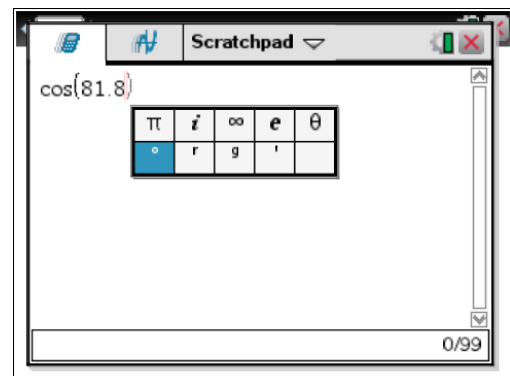 Scratchpad
cos(81.8)
π i ∞ e θ
° r g '
0/99